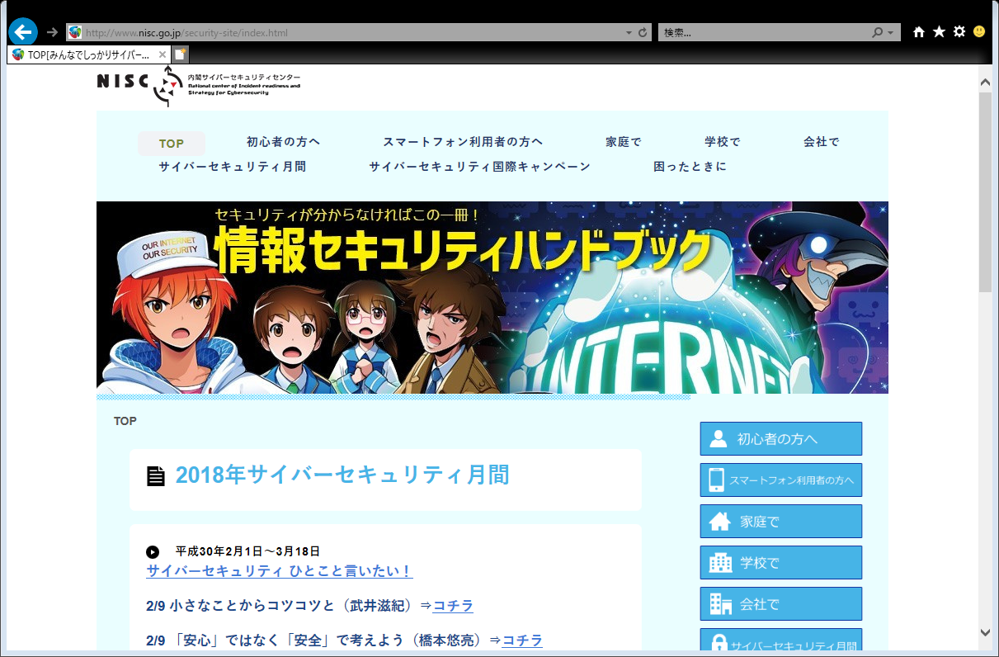 http://www.nisc.go.jp/security-site/index.html
検索...
TOP[みんなでしっかりサイバー...
NISC
内閣サイバーセキュリティセンター
National center of Incident readiness and
Strategy for Cybersecurity
TOP 初心者の方へ スマートフォン利用者の方へ 家庭で 学校で 会社で
サイバーセキュリティ月間 サイバーセキュリティ国際キャンペーン 困ったときに
セキュリティが分からなければこの一冊！
情報セキュリティハンドブック
OUR INTERNET
OUR SECURITY
INTERNET
TOP
2018年サイバーセキュリティ月間
平成30年2月1日～3月18日
サイバーセキュリティ ひとこと言いたい！
2/9 小さなことからコツコツと（武井滋紀）⇒コチラ
2/9 「安心」ではなく「安全」で考えよう（橋本悠亮）⇒コチラ
初心者の方へ
スマートフォン利用者の方へ
家庭で
学校で
会社で
サイバーセキュリティ月間